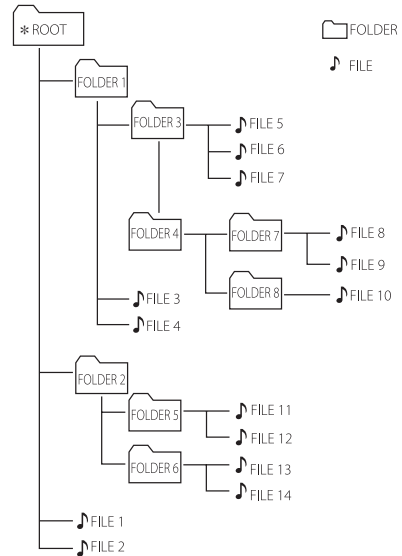 ✻ ROOT
FOLDER
FILE
FOLDER 1
FOLDER 3
FILE 5
FILE 6
FILE 7
FOLDER 4
FOLDER 7
FILE 8
FILE 9
FOLDER 8
FILE 10
FILE 3
FILE 4
FOLDER 2
FOLDER 5
FILE 11
FILE 12
FOLDER 6
FILE 13
FILE 14
FILE 1
FILE 2